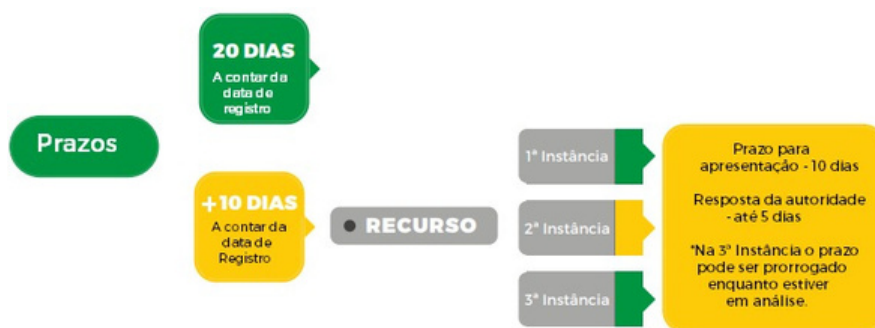 Prazos
20 DIAS
A contar da
data de
registro
+10 DIAS
A contar da
data de
Registro
• RECURSO
1ª Instância
2ª Instância
3ª Instância
Prazo para
apresentação - 10 dias
Resposta da autoridade
- até 5 dias
*Na 3ª Instância o prazo
pode ser prorrogado
enquanto estiver
em análise.